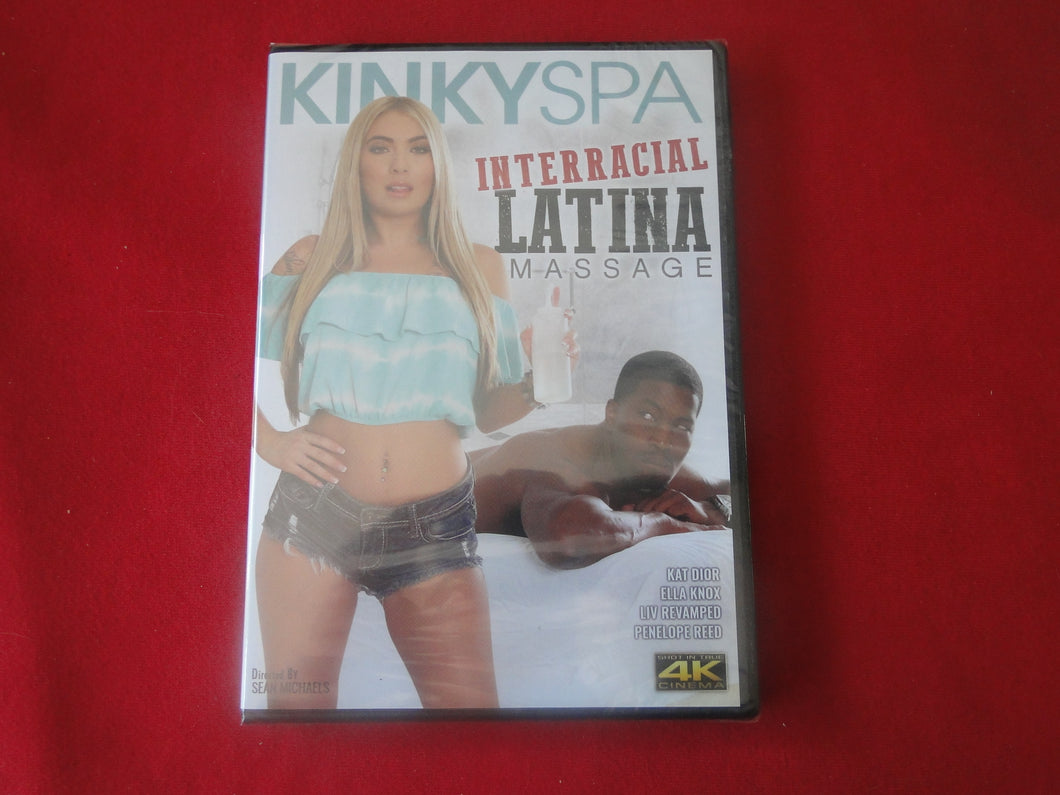 KINKYSPA
INTERRACIAL
LATINA
MASSAGE
KAT DIOR
ELLA KNOX
LIV REVAMPED
PENELOPE REED
Directed BY
SEAN MICHAELS
SHOT IN TRUE
4K
CINEMA